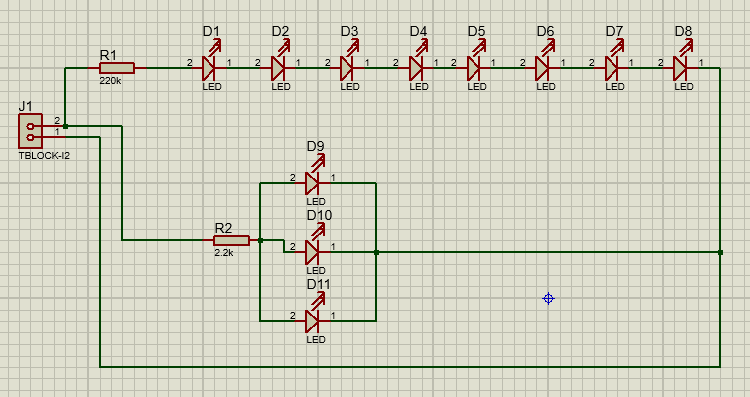 D1 D2 D3 D4 D5 D6 D7 D8
R1
2 1 2 1 2 1 2 1 2 1 2 1 2 1 2 1
220k LED LED LED LED LED LED LED LED
J1
2
1
TBLOCK-I2
D9
2 1
LED
D10
R2
2 1
2.2k
LED
D11
2 1
LED